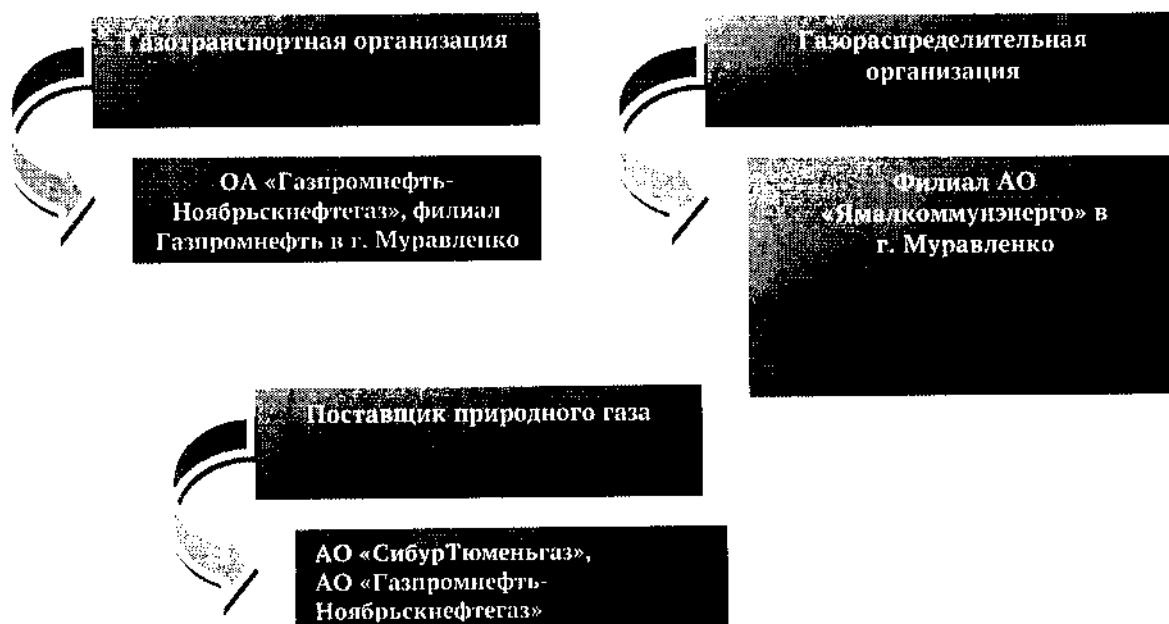 Газотранспортная организация
ОА «Газпромнефть-
Ноябрьскнефтегаз», филиал
Газпромнефть в г. Муравленко
Газораспределительная
организация
Филиал АО
«Ямалкоммунэнерго» в
г. Муравленко
Поставщик природного газа
АО «СибурТюменьгаз»,
АО «Газпромнефть-
Ноябрьскнефтегаз»